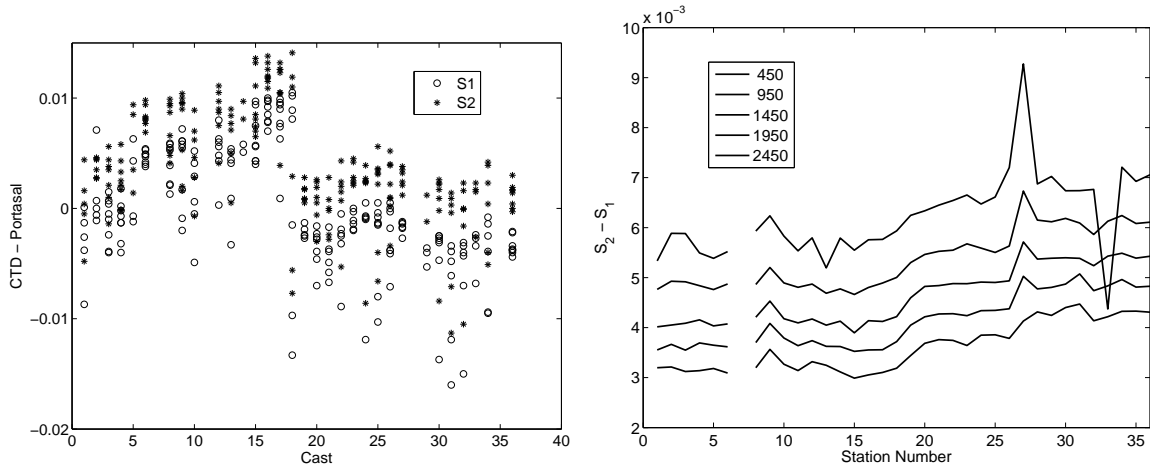 0.01
0
−0.01
−0.02
0 5 10 15 20 25 30 35 40
Cast
CTD − Portasal
S1
S2
x 10⁻³
10
9
8
7
6
5
4
3
2
0 5 10 15 20 25 30 35
Station Number
S₂ − S₁
450
950
1450
1950
2450